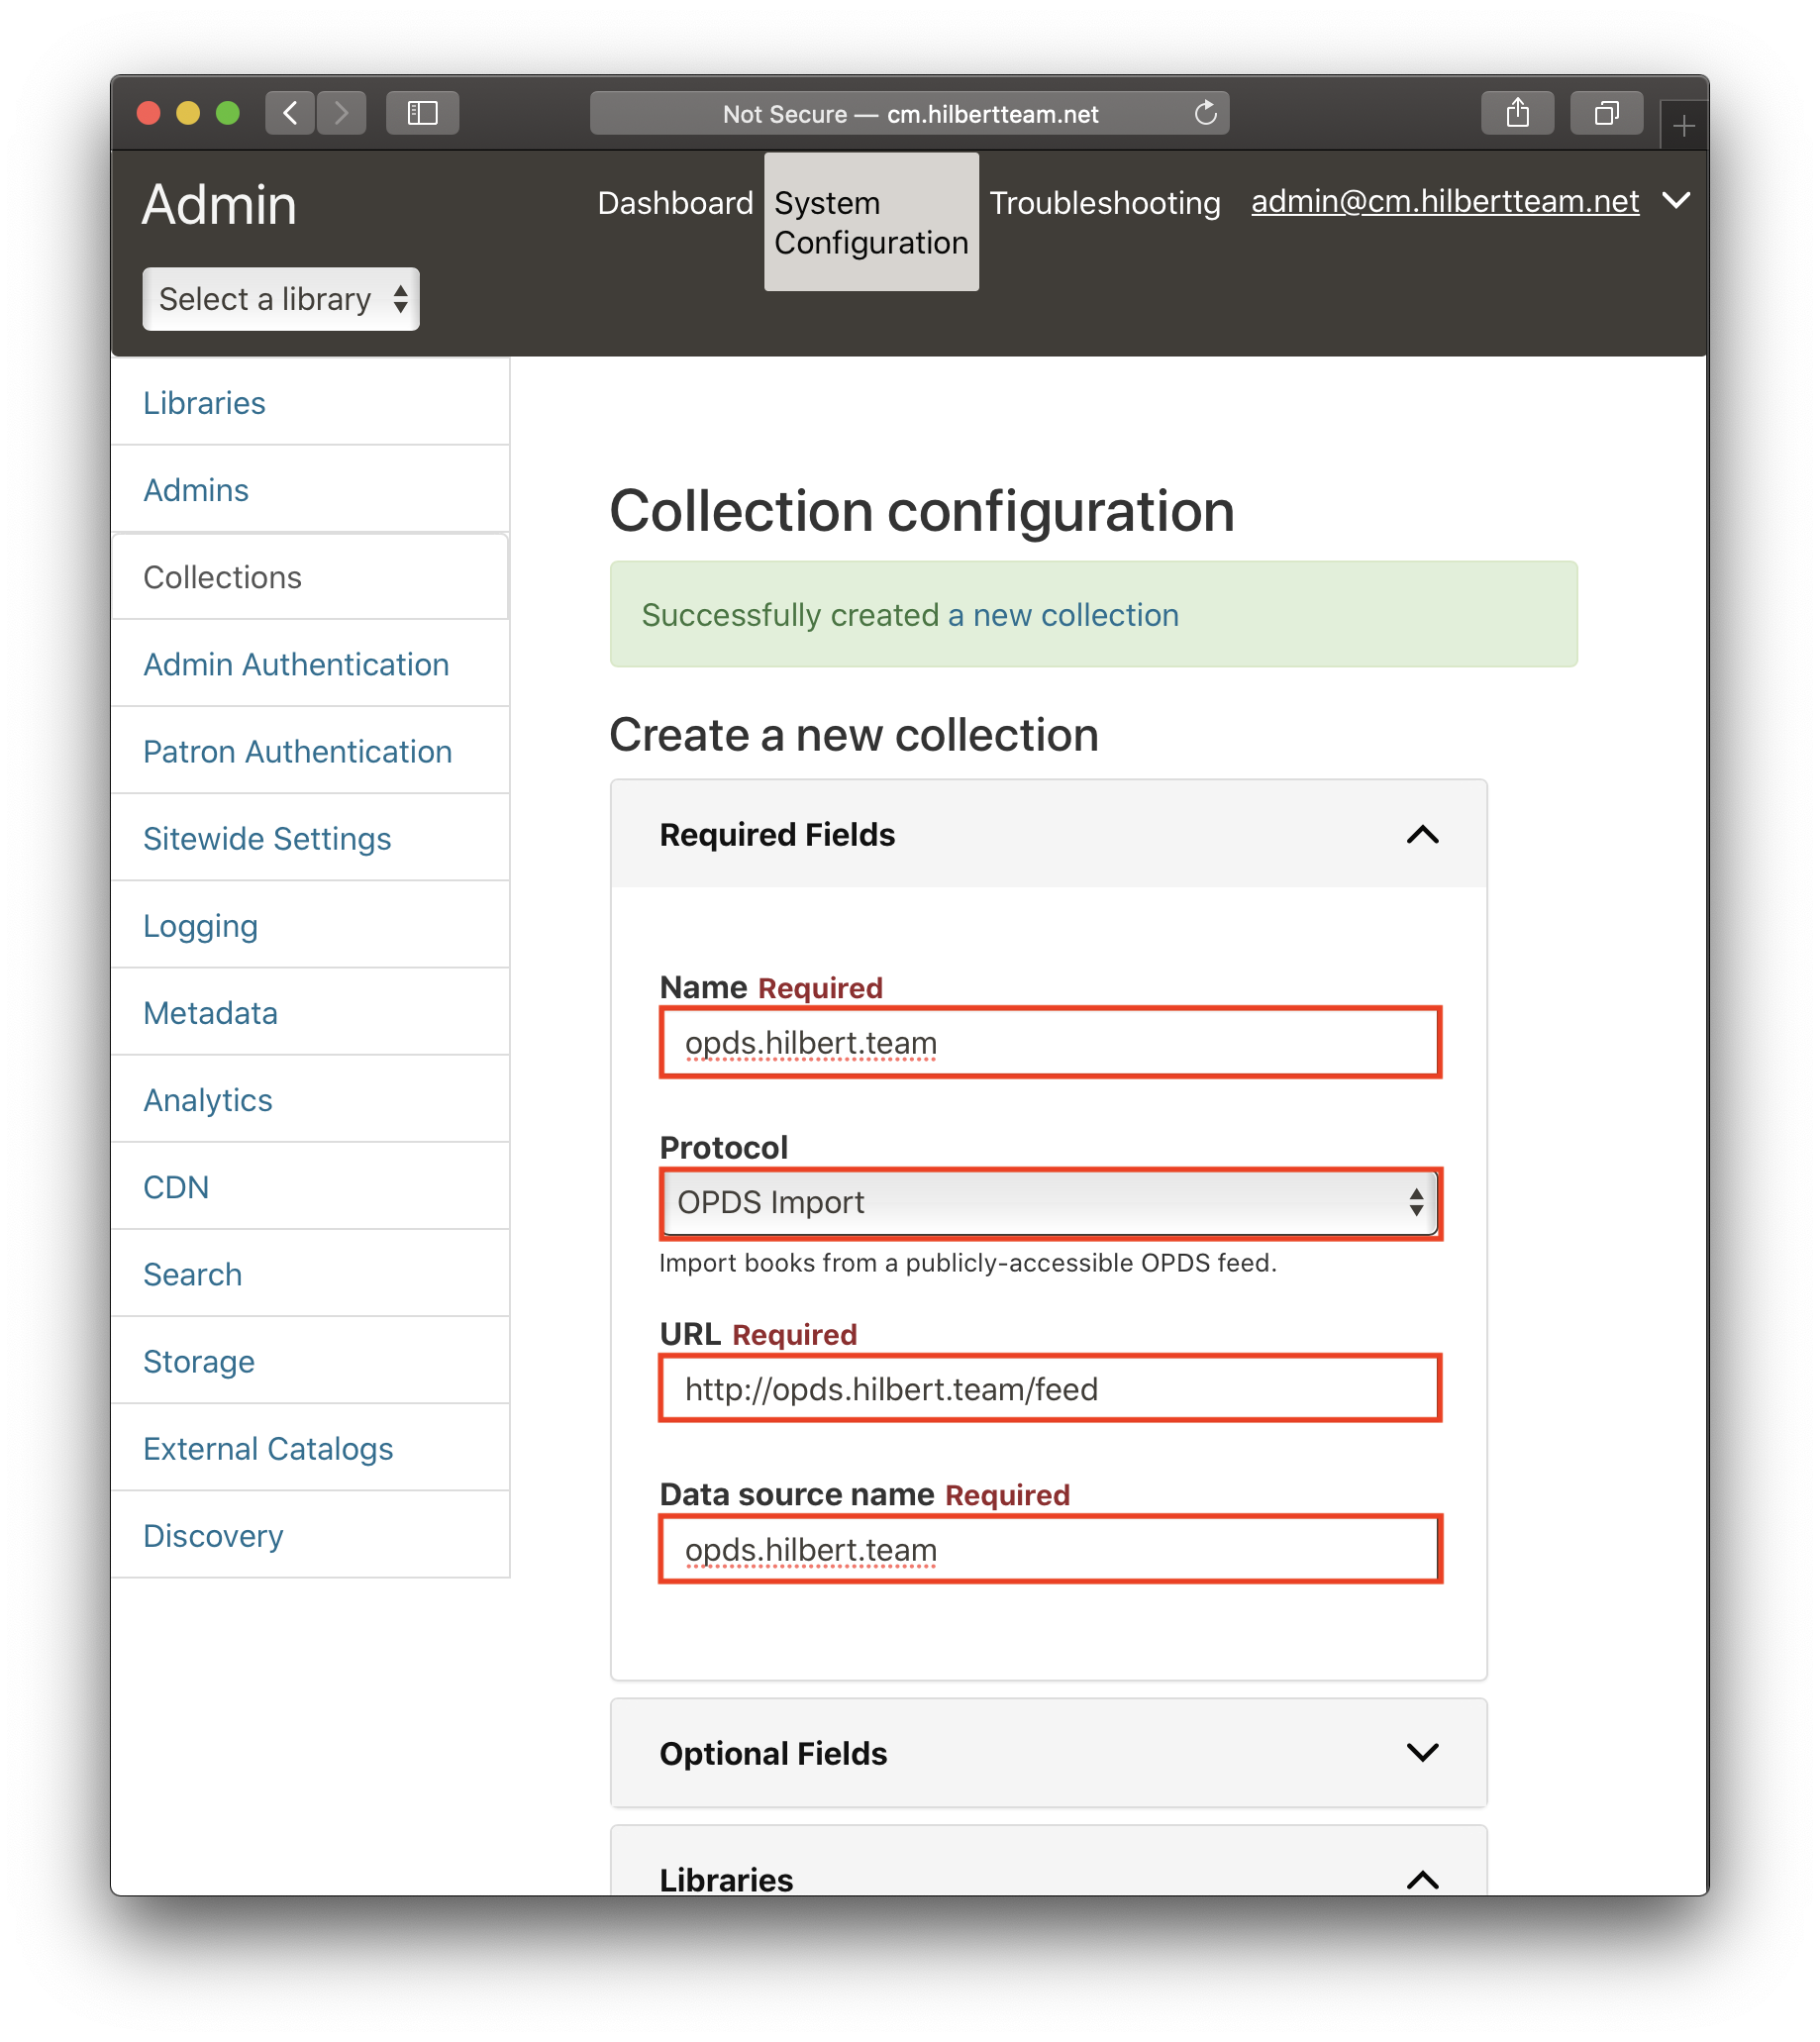 Not Secure — cm.hilbertteam.net
Admin
Dashboard
System
Configuration
Troubleshooting
admin@cm.hilbertteam.net
Select a library
Libraries
Admins
Collections
Admin Authentication
Patron Authentication
Sitewide Settings
Logging
Metadata
Analytics
CDN
Search
Storage
External Catalogs
Discovery
Collection configuration
Successfully created a new collection
Create a new collection
Required Fields
Name Required
opds.hilbert.team
Protocol
OPDS Import
Import books from a publicly-accessible OPDS feed.
URL Required
http://opds.hilbert.team/feed
Data source name Required
opds.hilbert.team
Optional Fields
Libraries